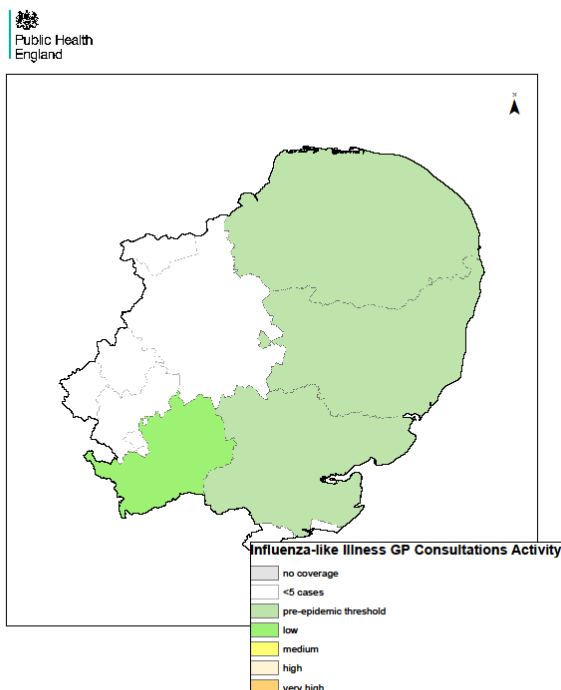 Public Health
England
N
Influenza-like Illness GP Consultations Activity
no coverage
<5 cases
pre-epidemic threshold
low
medium
high
very high